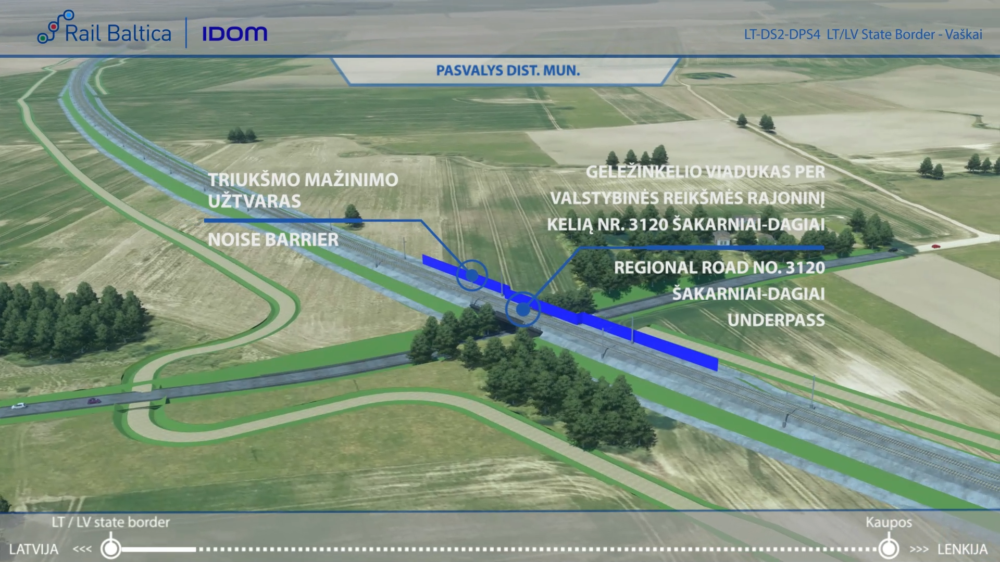 Rail Baltica
IDOM
LT-DS2-DPS4 LT/LV State Border - Vaškai
PASVALYS DIST. MUN.
TRIUKŠMO MAŽINIMO
UŽTVARAS
NOISE BARRIER
GELEŽINKELIO VIADUKAS PER
VALSTYBINĖS REIKŠMĖS RAJONINĮ
KELIĄ NR. 3120 ŠAKARNIAI-DAGIAI
REGIONAL ROAD NO. 3120
ŠAKARNIAI-DAGIAI
UNDERPASS
LT / LV state border
Kaupos
LATVIJA <<<
>>> LENKIJA